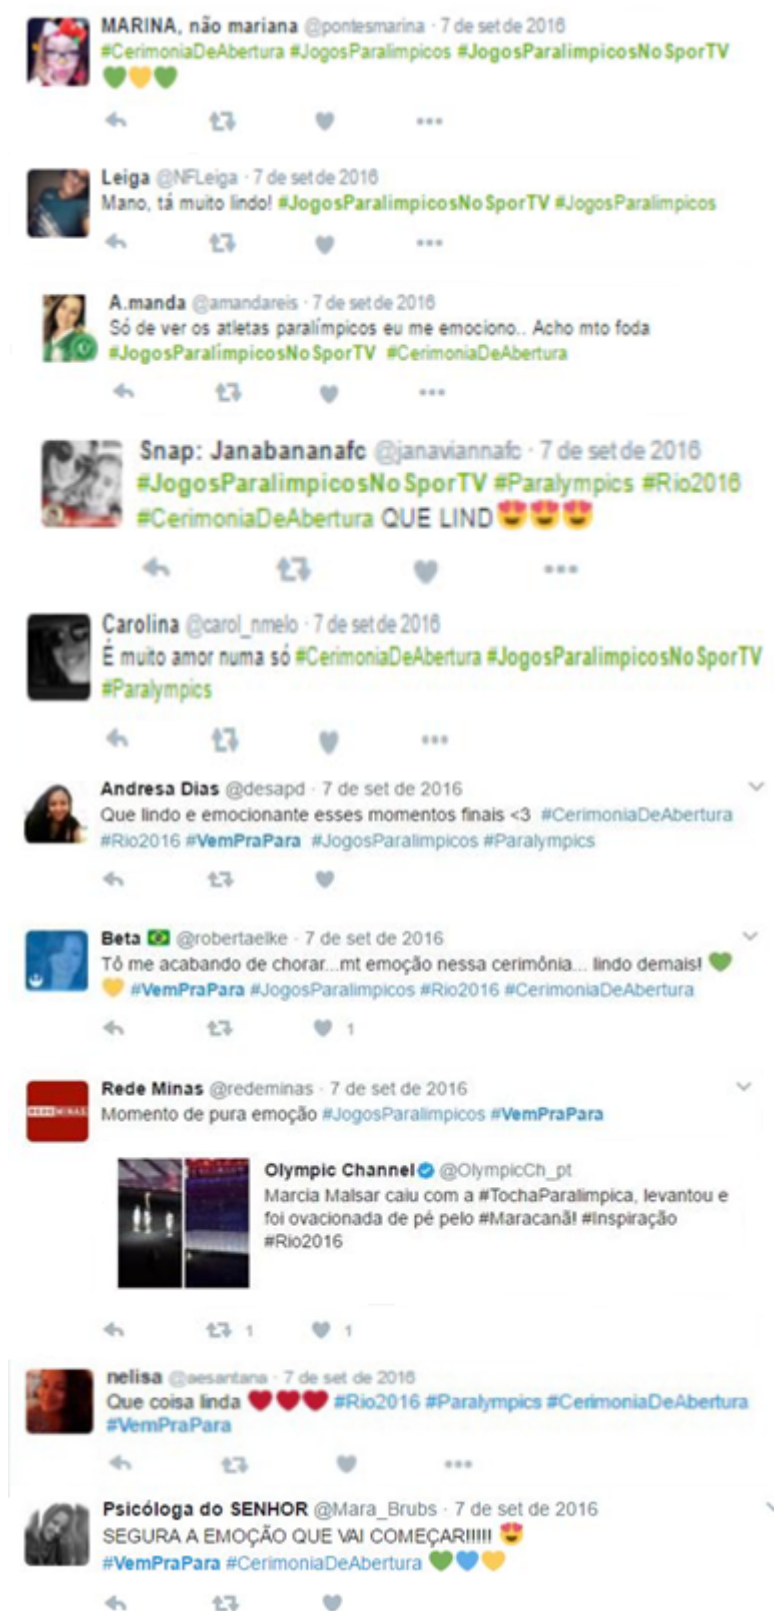 MARINA, não mariana @pontesmarina · 7 de set de 2016
#CerimoniaDeAbertura #JogosParalimpicos #JogosParalimpicosNoSporTV
💚💛💚
Leiga @NFLeiga · 7 de set de 2016
Mano, tá muito lindo! #JogosParalimpicosNoSporTV #JogosParalimpicos
A.manda @amandareis · 7 de set de 2016
Só de ver os atletas paralímpicos eu me emociono.. Acho mto foda
#JogosParalimpicosNoSporTV #CerimoniaDeAbertura
Snap: Janabananafc @janaviannafc · 7 de set de 2016
#JogosParalimpicosNoSporTV #Paralympics #Rio2016
#CerimoniaDeAbertura QUE LIND😍😍😍
Carolina @carol_nmelo · 7 de set de 2016
É muito amor numa só #CerimoniaDeAbertura #JogosParalimpicosNoSporTV
#Paralympics
Andresa Dias @desapd · 7 de set de 2016
Que lindo e emocionante esses momentos finais <3 #CerimoniaDeAbertura
#Rio2016 #VemPraPara #JogosParalimpicos #Paralympics
Beta 🇧🇷 @robertaelke · 7 de set de 2016
Tô me acabando de chorar...mt emoção nessa cerimônia... lindo demais! 💚
💛 #VemPraPara #JogosParalimpicos #Rio2016 #CerimoniaDeAbertura
1
Rede Minas @redeminas · 7 de set de 2016
REDE MINAS
Momento de pura emoção #JogosParalimpicos #VemPraPara
Olympic Channel @OlympicCh_pt
Marcia Malsar caiu com a #TochaParalimpica, levantou e
foi ovacionada de pé pelo #Maracanã! #Inspiração
#Rio2016
1 1
nelisa @aesantana · 7 de set de 2016
Que coisa linda ❤❤❤ #Rio2016 #Paralympics #CerimoniaDeAbertura
#VemPraPara
Psicóloga do SENHOR @Mara_Brubs · 7 de set de 2016
SEGURA A EMOÇÃO QUE VAI COMEÇAR!!!!! 😍
#VemPraPara #CerimoniaDeAbertura 💚💙💛